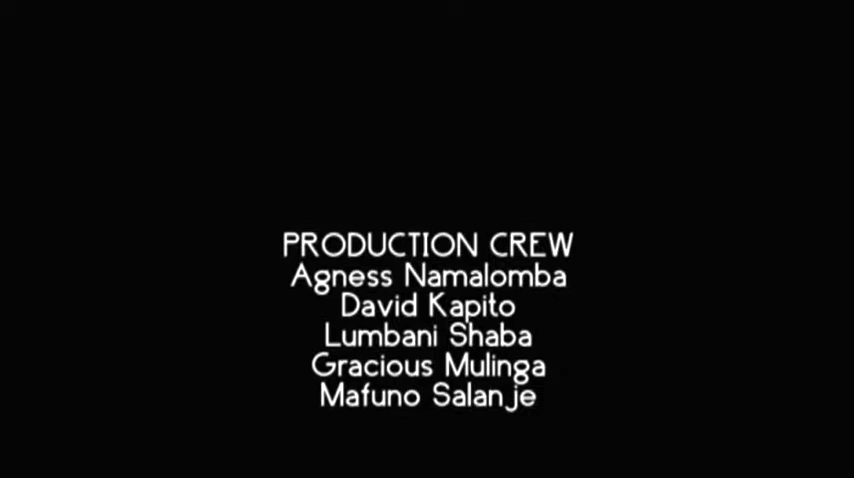 PRODUCTION CREW
Agness Namalomba
David Kapito
Lumbani Shaba
Gracious Mulinga
Mafuno Salanje